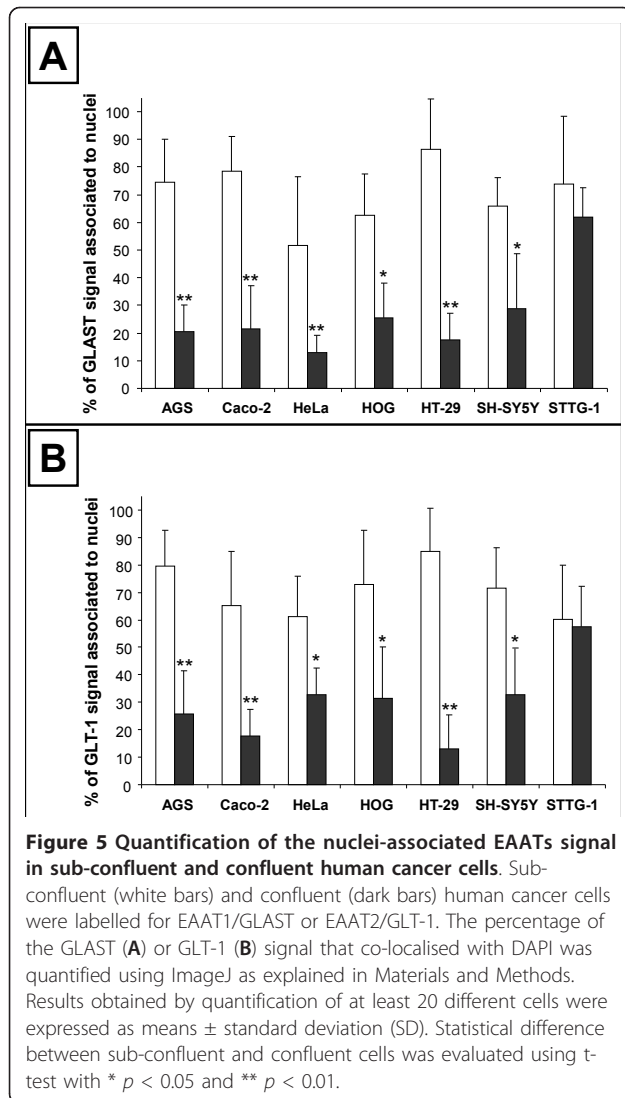 A
% of GLAST signal associated to nuclei
100
90
80
70
60
50
40
30
20
10
0
** ** ** * ** *
AGS Caco-2 HeLa HOG HT-29 SH-SY5Y STTG-1
B
% of GLT-1 signal associated to nuclei
100
90
80
70
60
50
40
30
20
10
0
** ** * * ** *
AGS Caco-2 HeLa HOG HT-29 SH-SY5Y STTG-1
Figure 5 Quantification of the nuclei-associated EAATs signal
in sub-confluent and confluent human cancer cells. Sub-
confluent (white bars) and confluent (dark bars) human cancer cells
were labelled for EAAT1/GLAST or EAAT2/GLT-1. The percentage of
the GLAST (A) or GLT-1 (B) signal that co-localised with DAPI was
quantified using ImageJ as explained in Materials and Methods.
Results obtained by quantification of at least 20 different cells were
expressed as means ± standard deviation (SD). Statistical difference
between sub-confluent and confluent cells was evaluated using t-
test with * p < 0.05 and ** p < 0.01.